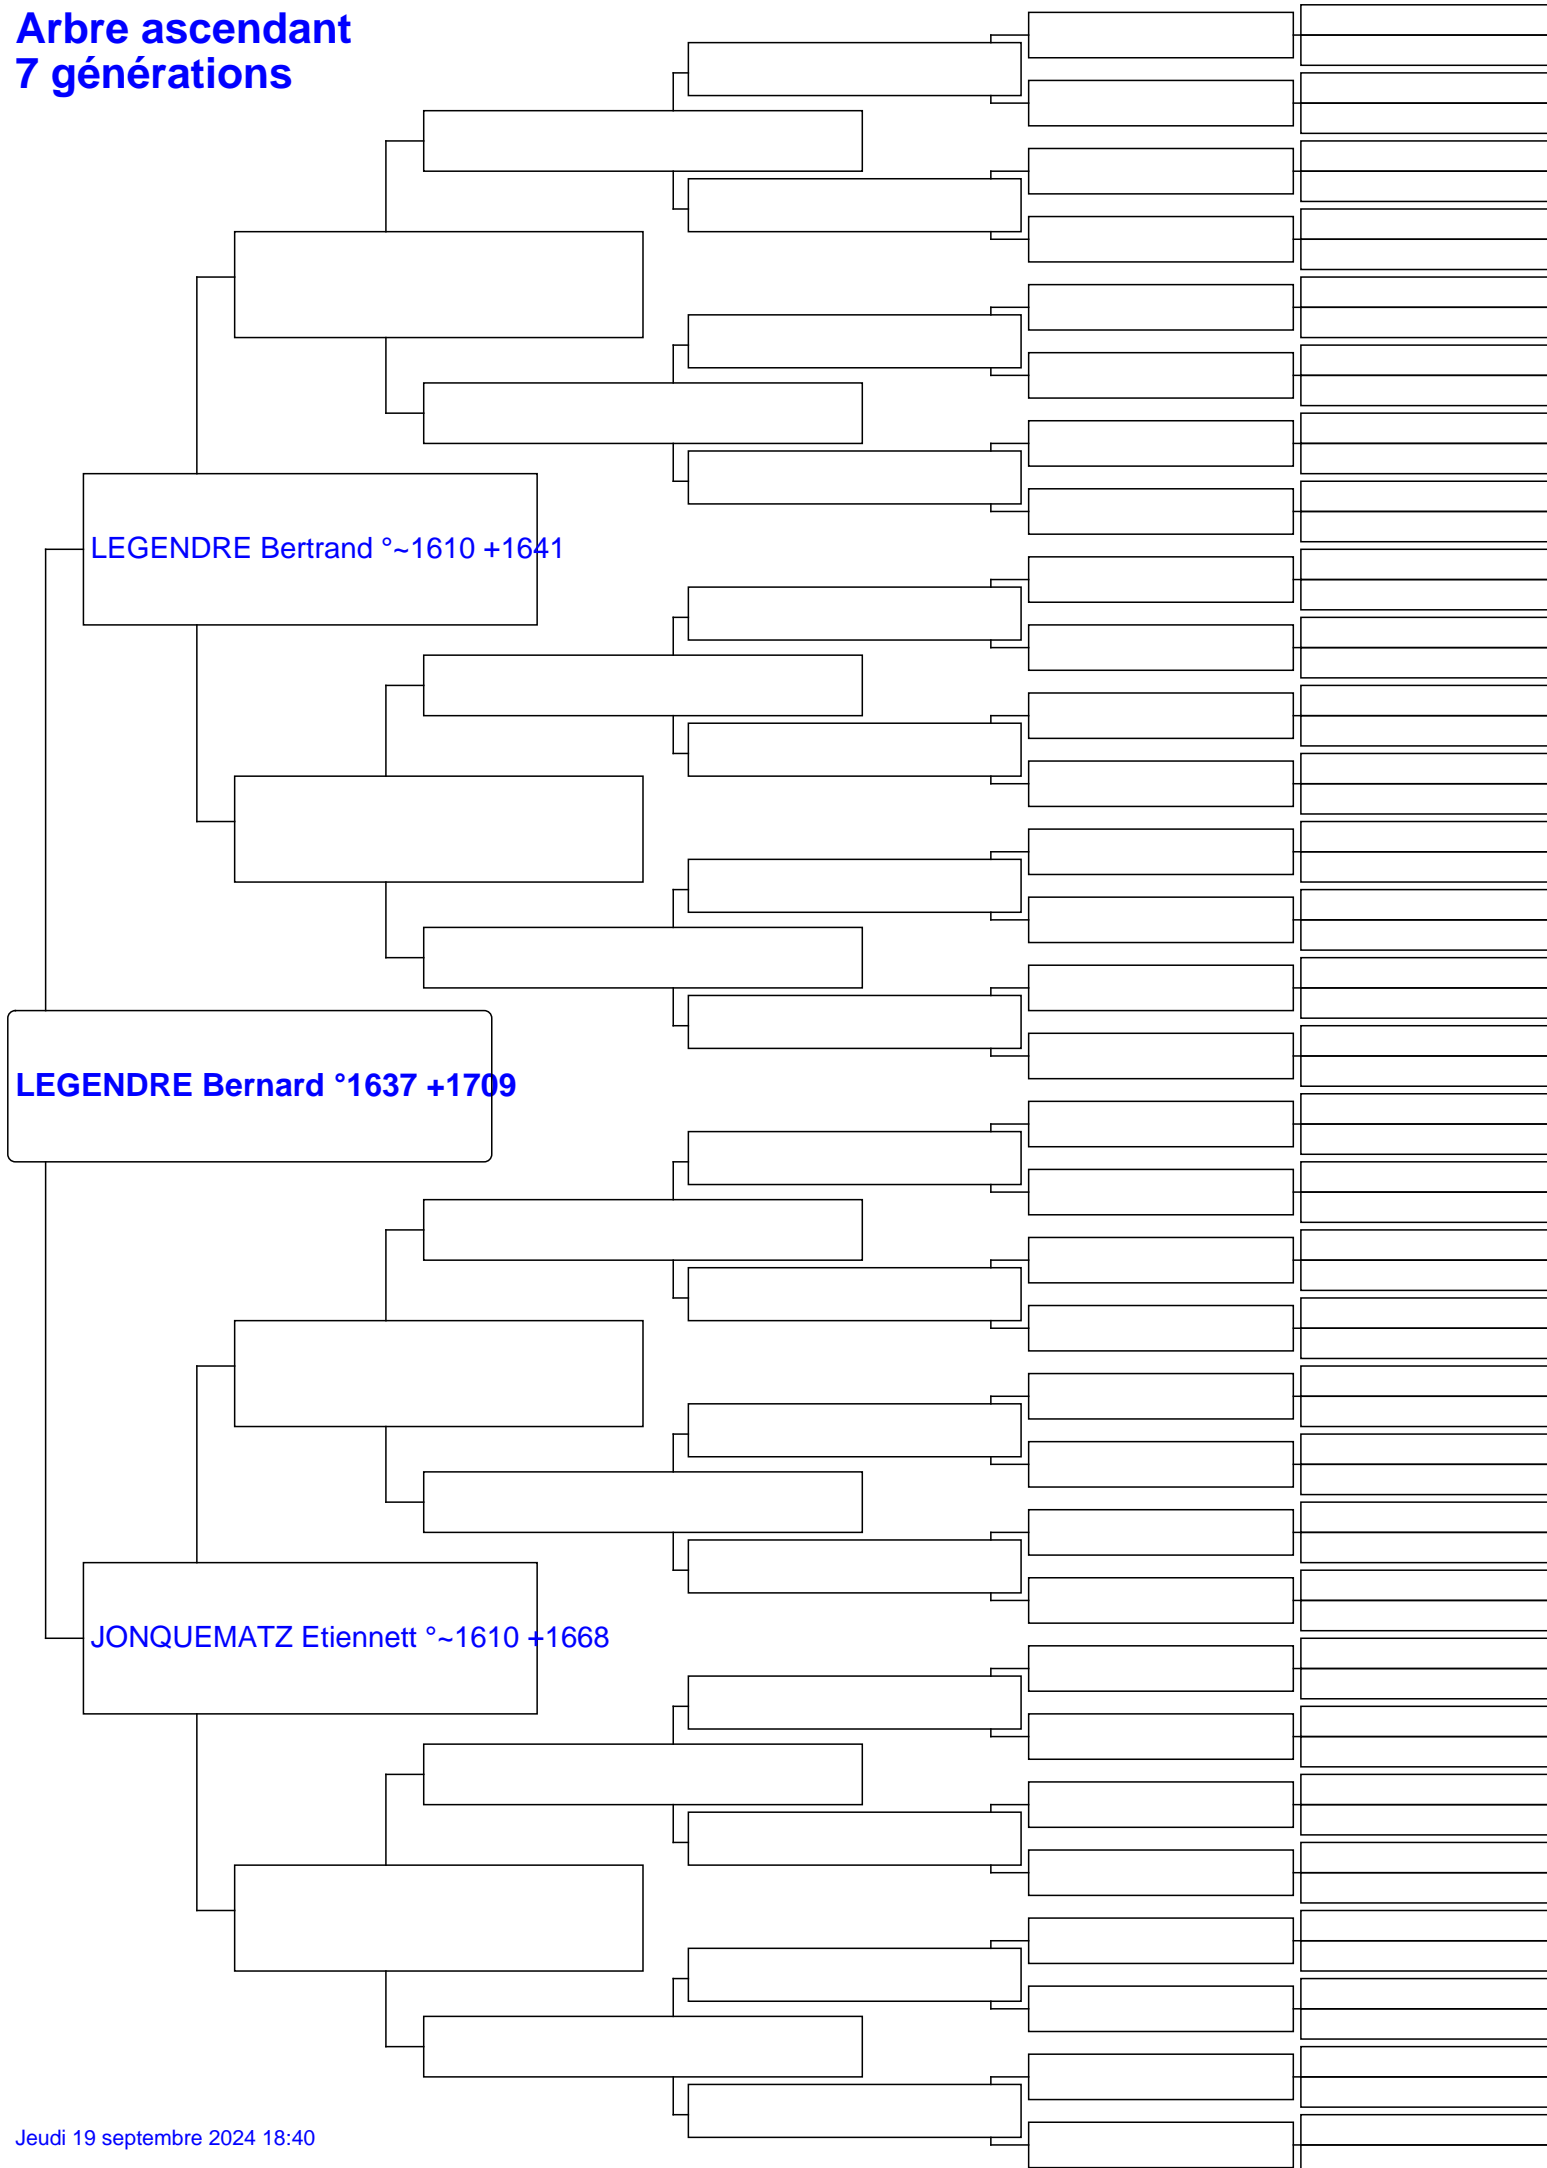 Arbre ascendant
7 générations
LEGENDRE Bertrand °~1610 +1641
LEGENDRE Bernard °1637 +1709
JONQUEMATZ Etiennett °~1610 +1668
Jeudi 19 septembre 2024 18:40